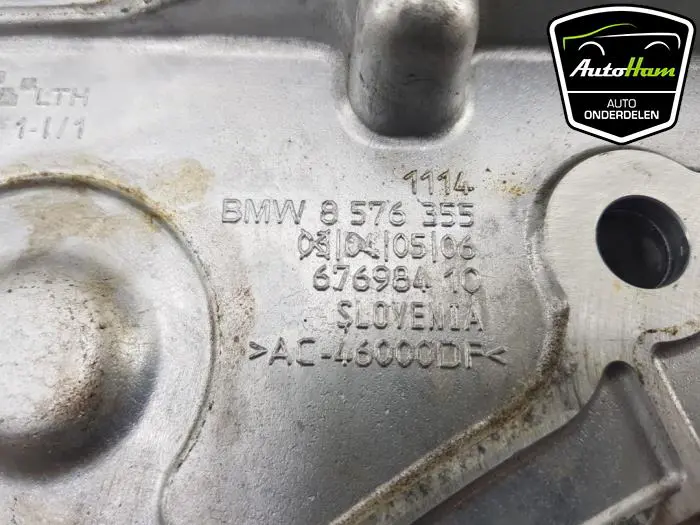 AutoHam
AUTO
ONDERDELEN
LTH
1-I/1
1114
BMW 8 576 355
03|04|05|06
676984 10
SLOVENIA
>AC-46000DF<